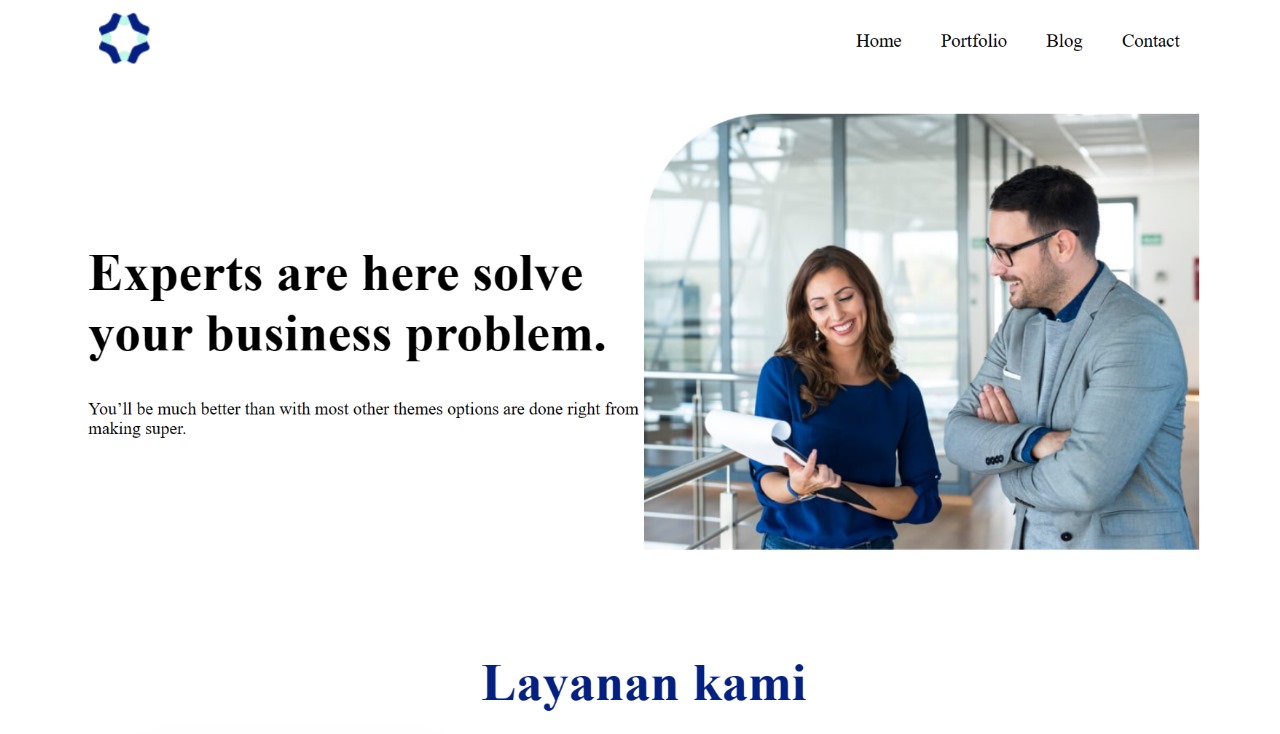 Home Portfolio Blog Contact
Experts are here solve
your business problem.
You’ll be much better than with most other themes options are done right from
making super.
Layanan kami